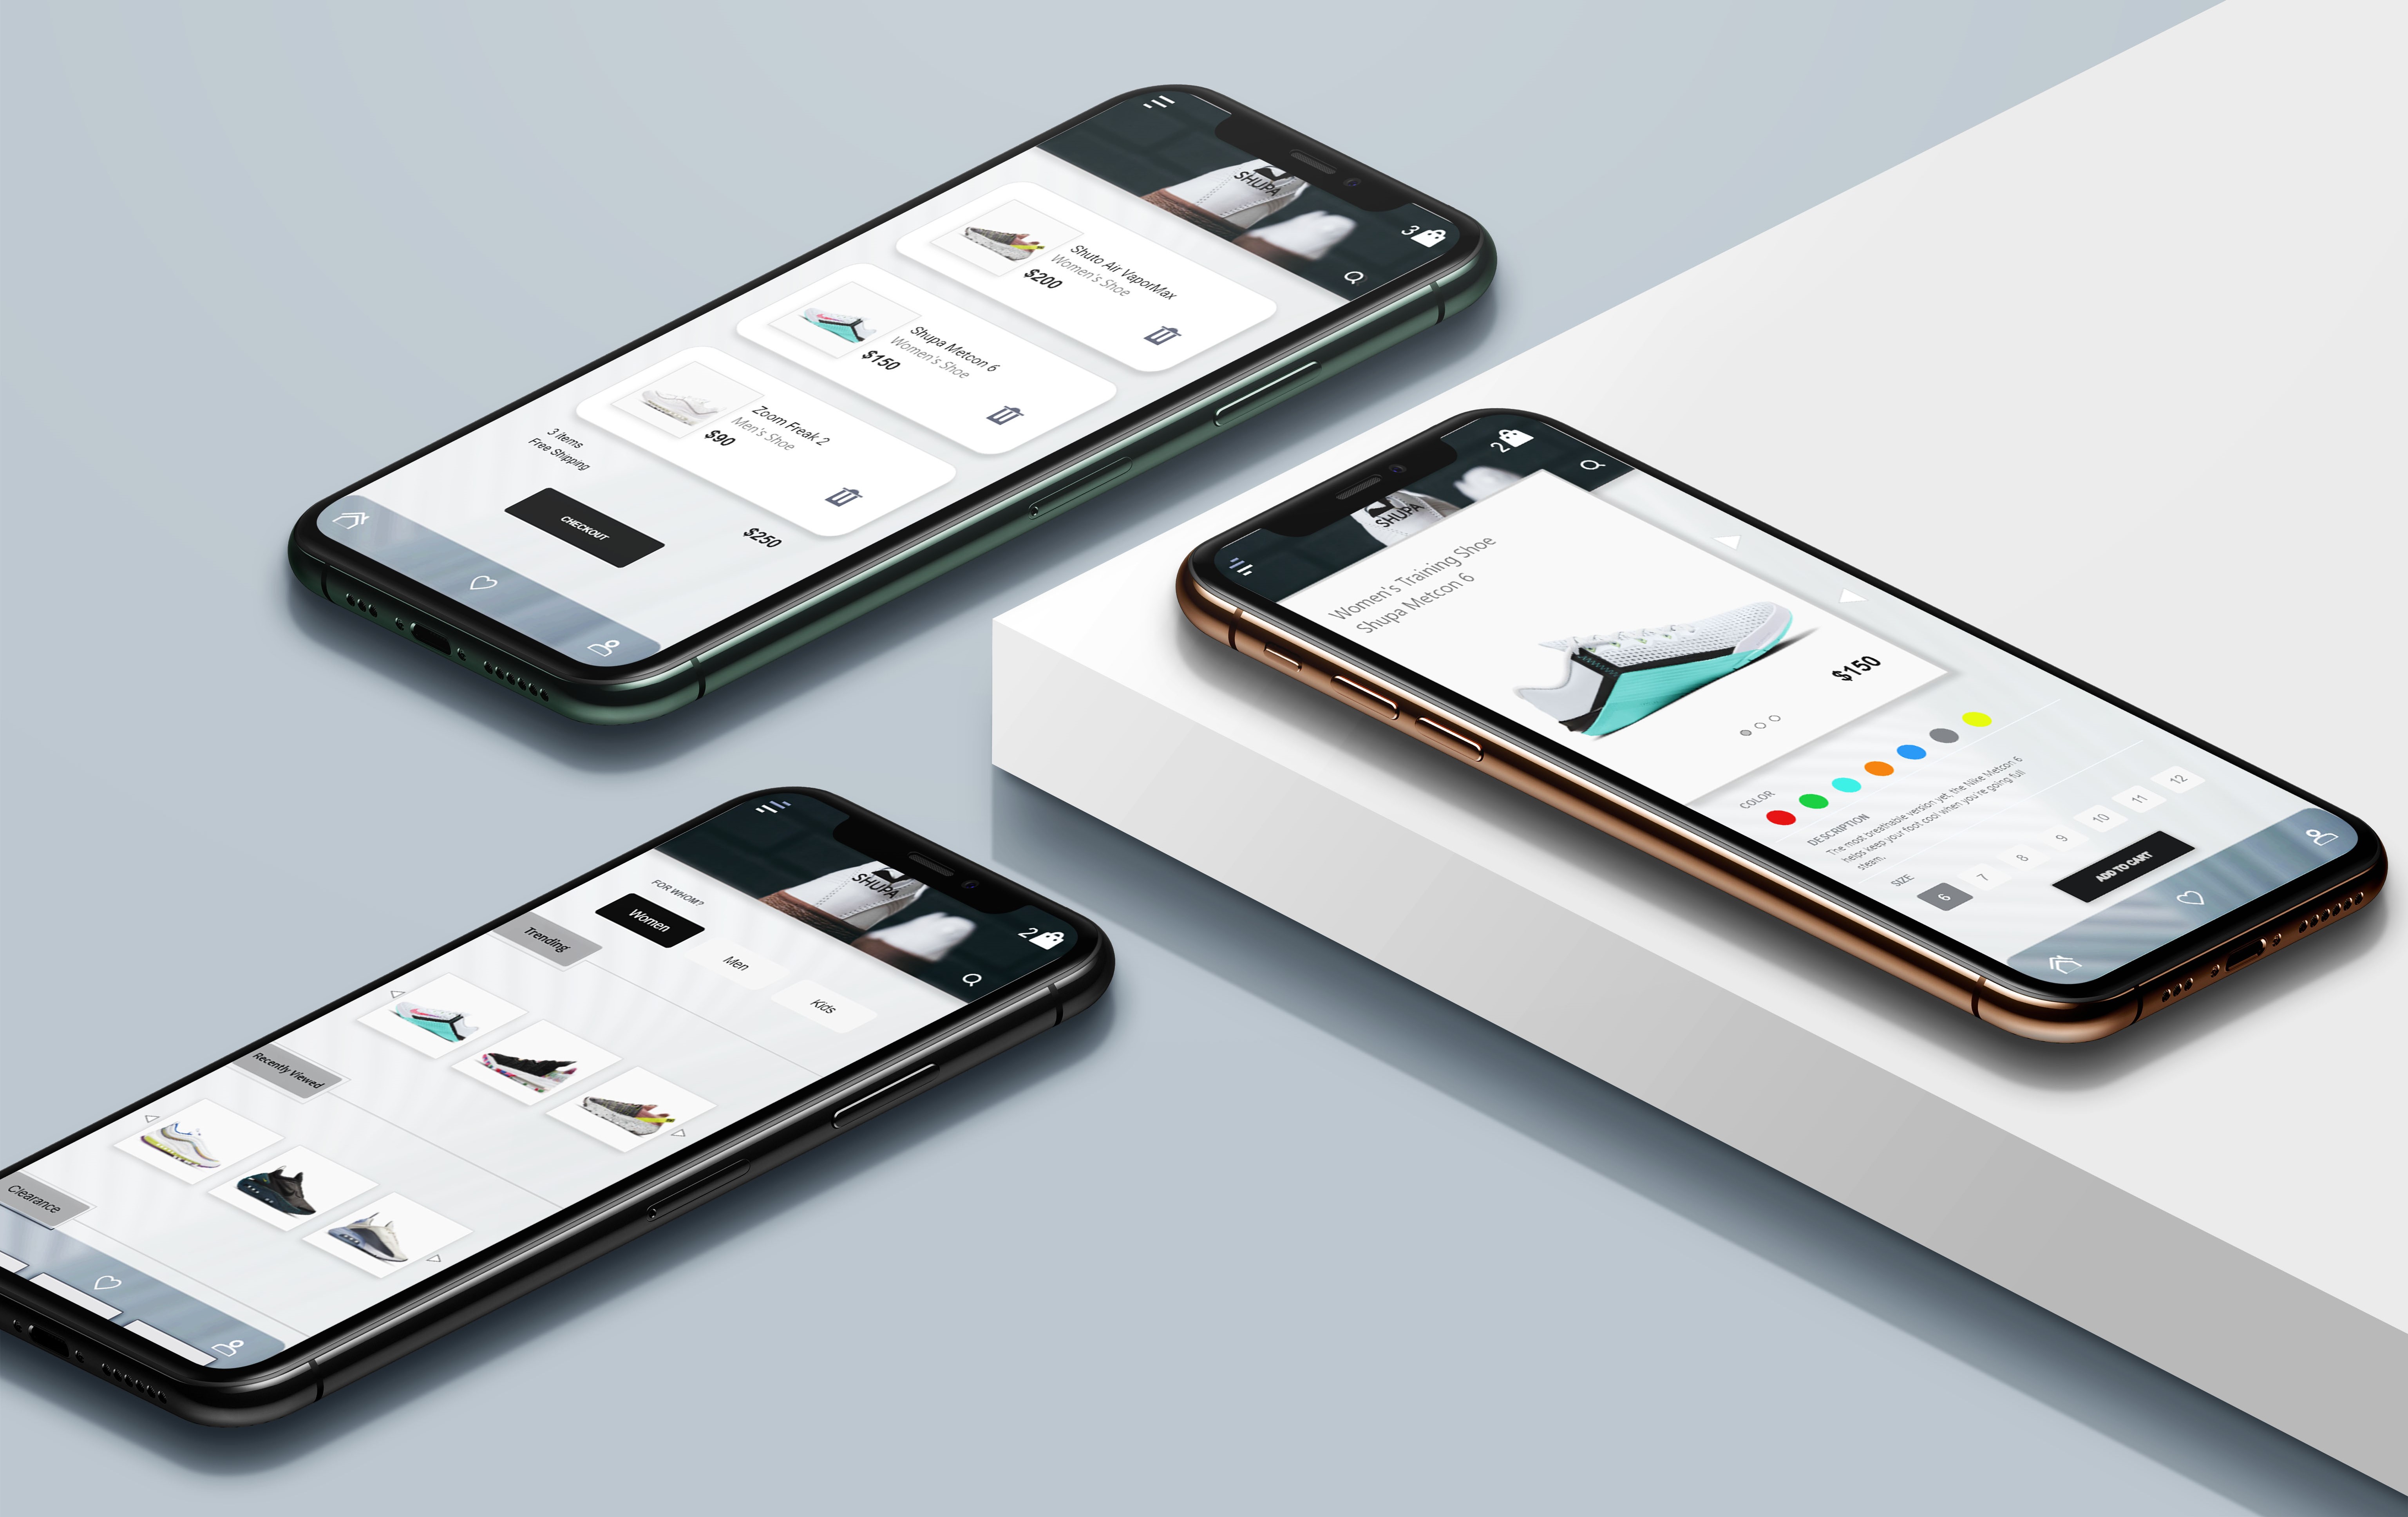 SHUPA
3
Shuto Air VaporMax
Women's Shoe
$200
Shupa Metcon 6
Women's Shoe
$150
Zoom Freak 2
Men's Shoe
$90
3 items
Free Shipping
$250
CHECKOUT
SHUPA
2
Women's Training Shoe
Shupa Metcon 6
$150
COLOR
DESCRIPTION
The most breathable version yet, the Nike Metcon 6
helps keep your foot cool when you're going full
steam.
SIZE
6 7 8 9 10 11 12
ADD TO CART
SHUPA
2
FOR WHOM?
Women Men Kids
Trending
Recently Viewed
Clearance